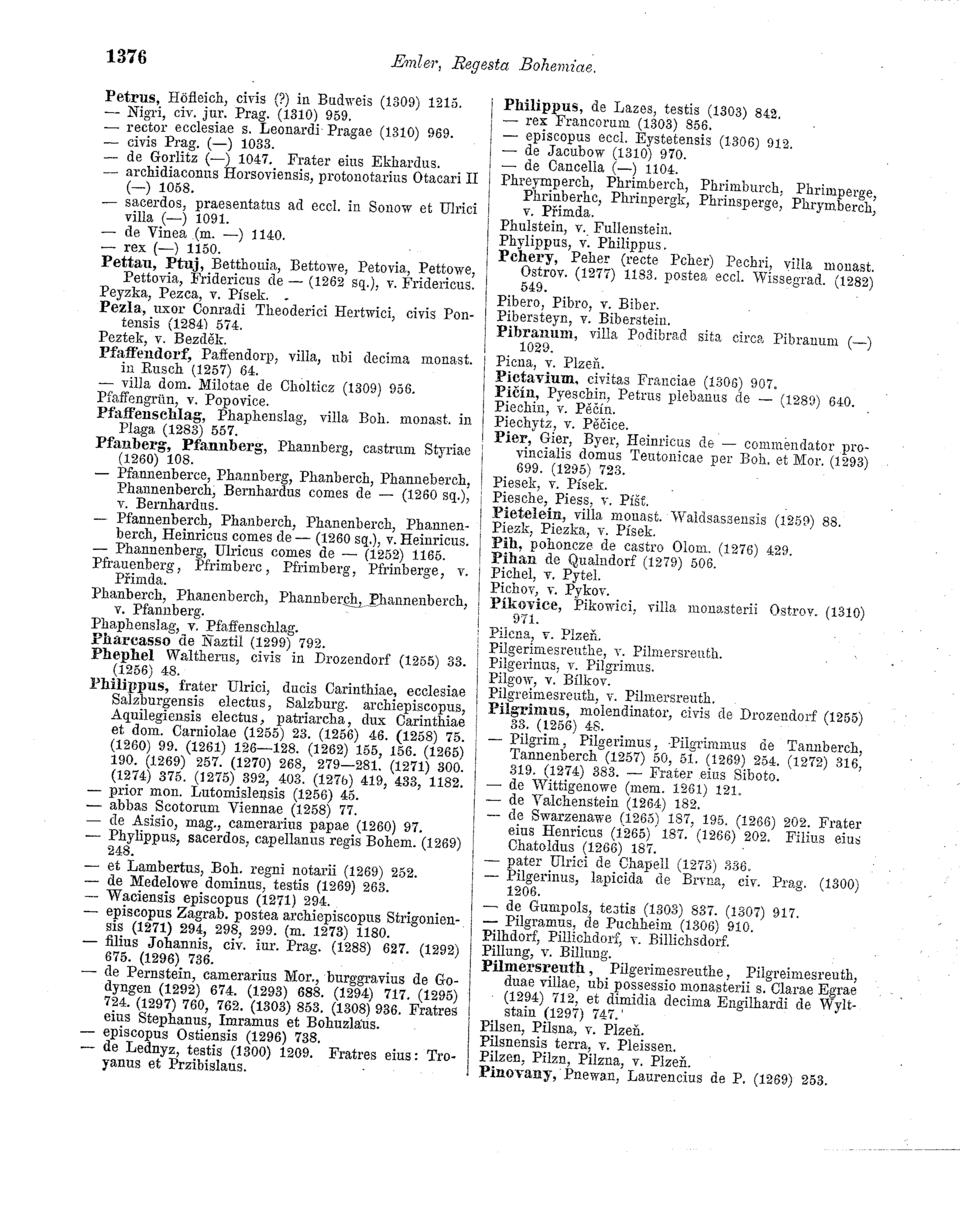 1376
Emler, Regesta Bohemiae.
Petrus, Höfleich, civis (?) in Budweis (1309) 1215.
— Nigri, civ. jur. Prag. (1310) 959.
— rector ecclesiae s. Leonardi Pragae (1310) 969.
— civis Prag. (—) 1033.
— de Gorlitz (—) 1047. Frater eius Ekhardus.
— archidiaconus Horsoviensis, protonotarius Otacari II
(—) 1058.
— sacerdos, praesentatus ad eccl. in Sonow et Ulrici
villa (—) 1091.
— de Vinea (m. —) 1140.
— rex (—) 1150.
Pettau, Ptuj, Betthouia, Bettowe, Petovia, Pettowe,
Pettovia, Fridericus de — (1262 sq.), v. Fridericus.
Peyzka, Pezca, v. Písek.
Pezla, uxor Conradi Theoderici Hertwici, civis Pon-
tensis (1284) 574.
Peztek, v. Bezděk.
Pfaffendorf, Paffendorp, villa, ubi decima monast.
in Rusch (1257) 64.
— villa dom. Milotae de Cholticz (1309) 956.
Pfaffengrün, v. Popovice.
Pfaffenschlag, Phaphenslag, villa Boh. monast. in
Plaga (1283) 557.
Pfanberg, Pfannberg, Phannberg, castrum Styriae
(1260) 108.
— Pfannenberce, Phannberg, Phanberch, Phanneberch,
Phannenberch, Bernhardus comes de — (1260 sq.),
v. Bernhardus.
— Pfannenberch, Phanberch, Phanenberch, Phannen-
berch, Heinricus comes de — (1260 sq.), v. Heinricus.
— Phannenberg, Ulricus comes de — (1252) 1165.
Pfrauenberg, Pfrimberc, Pfrimberg, Pfrinberge, v.
Přimda.
Phanberch, Phanenberch, Phannberch, Phannenberch,
v. Pfannberg.
Phaphenslag, v. Pfaffenschlag.
Pharcasso de Naztil (1299) 792.
Phephel Waltherus, civis in Drozendorf (1255) 33.
(1256) 48.
Philippus, frater Ulrici, ducis Carinthiae, ecclesiae
Salzburgensis electus, Salzburg. archiepiscopus,
Aquilegiensis electus, patriarcha, dux Carinthiae
et dom. Carniolae (1255) 23. (1256) 46. (1258) 75.
(1260) 99. (1261) 126—128. (1262) 155, 156. (1265)
190. (1269) 257. (1270) 268, 279—281. (1271) 300.
(1274) 375. (1275) 392, 403. (1276) 419, 433, 1182.
— prior mon. Lutomislensis (1256) 45.
— abbas Scotorum Viennae (1258) 77.
— de Asisio, mag., camerarius papae (1260) 97.
— Phylippus, sacerdos, capellanus regis Bohem. (1269)
248.
— et Lambertus, Boh. regni notarii (1269) 252.
— de Medelowe dominus, testis (1269) 263.
— Waciensis episcopus (1271) 294.
— episcopus Zagrab. postea archiepiscopus Strigonien-
sis (1271) 294, 298, 299. (m. 1273) 1180.
— filius Johannis, civ. iur. Prag. (1288) 627. (1292)
675. (1296) 736.
— de Pernstein, camerarius Mor., burggravius de Go-
dyngen (1292) 674. (1293) 688. (1294) 717. (1295)
724. (1297) 760, 762. (1303) 853. (1308) 936. Fratres
eius Stephanus, Imramus et Bohuzlaus.
— episcopus Ostiensis (1296) 738.
— de Lednyz, testis (1300) 1209. Fratres eius: Tro-
yanus et Przibislaus.
Philippus, de Lazes, testis (1303) 842.
— rex Francorum (1303) 856.
— episcopus eccl. Eystetensis (1306) 912.
— de Jacubow (1310) 970.
— de Cancella (—) 1104.
Phreymperch, Phrimberch, Phrimburch, Phrimperge,
Phrinberhc, Phrinpergk, Phrinsperge, Phrymberch,
v. Přimda.
Phulstein, v. Fullenstein.
Phylippus, v. Philippus.
Pchery, Peher (recte Pcher) Pechri, villa monast.
Ostrov. (1277) 1183. postea eccl. Wissegrad. (1282)
549.
Pibero, Pibro, v. Biber.
Pibersteyn, v. Biberstein.
Pibranum, villa Podibrad sita circa Pibranum (—)
1029.
Picna, v. Plzeň.
Pictavium, civitas Franciae (1306) 907.
Pičín, Pyeschin, Petrus plebanus de — (1289) 640.
Piechin, v. Pěčín.
Piechytz, v. Pěčice.
Pier, Gier, Byer, Heinricus de — commendator pro-
vincialis domus Teutonicae per Boh. et Mor. (1293)
699. (1295) 723.
Piesek, v. Písek.
Piesche, Piess, v. Píšť.
Pietelein, villa monast. Waldsassensis (1259) 88.
Piezk, Piezka, v. Písek.
Pih, pohoncze de castro Olom. (1276) 429.
Pihan de Qualndorf (1279) 506.
Pichel, v. Pytel.
Pichov, v. Pykov.
Pikovice, Pikowici, villa monasterii Ostrov. (1310)
971.
Pilcna, v. Plzeň.
Pilgerimesreuthe, v. Pilmersreuth.
Pilgerinus, v. Pilgrimus.
Pilgow, v. Bílkov.
Pilgreimesreuth, v. Pilmersreuth.
Pilgrimus, molendinator, civis de Drozendorf (1255)
33. (1256) 48.
— Pilgrim, Pilgerimus, Pilgrimmus de Tannberch,
Tannenberch (1257) 50, 51. (1269) 254. (1272) 316,
319. (1274) 383. — Frater eius Siboto.
— de Wittigenowe (mem. 1261) 121.
— de Valchenstein (1264) 182.
— de Swarzenawe (1265) 187, 195. (1266) 202. Frater
eius Henricus (1265) 187. (1266) 202. Filius eius
Chatoldus (1266) 187.
— pater Ulrici de Chapell (1273) 336.
— Pilgerinus, lapicida de Brvna, civ. Prag. (1300)
1206.
— de Gumpols, testis (1303) 837. (1307) 917.
— Pilgramus, de Puchheim (1306) 910.
Pilhdorf, Pillichdorf, v. Billichsdorf.
Pillung, v. Billung.
Pilmersreuth, Pilgerimesreuthe, Pilgreimesreuth,
duae villae, ubi possessio monasterii s. Clarae Egrae
(1294) 712, et dimidia decima Engilhardi de Wylt-
stain (1297) 747.
Pilsen, Pilsna, v. Plzeň.
Pilsnensis terra, v. Pleissen.
Pilzen, Pilzn, Pilzna, v. Plzeň.
Pinovany, Pnewan, Laurencius de P. (1269) 253.